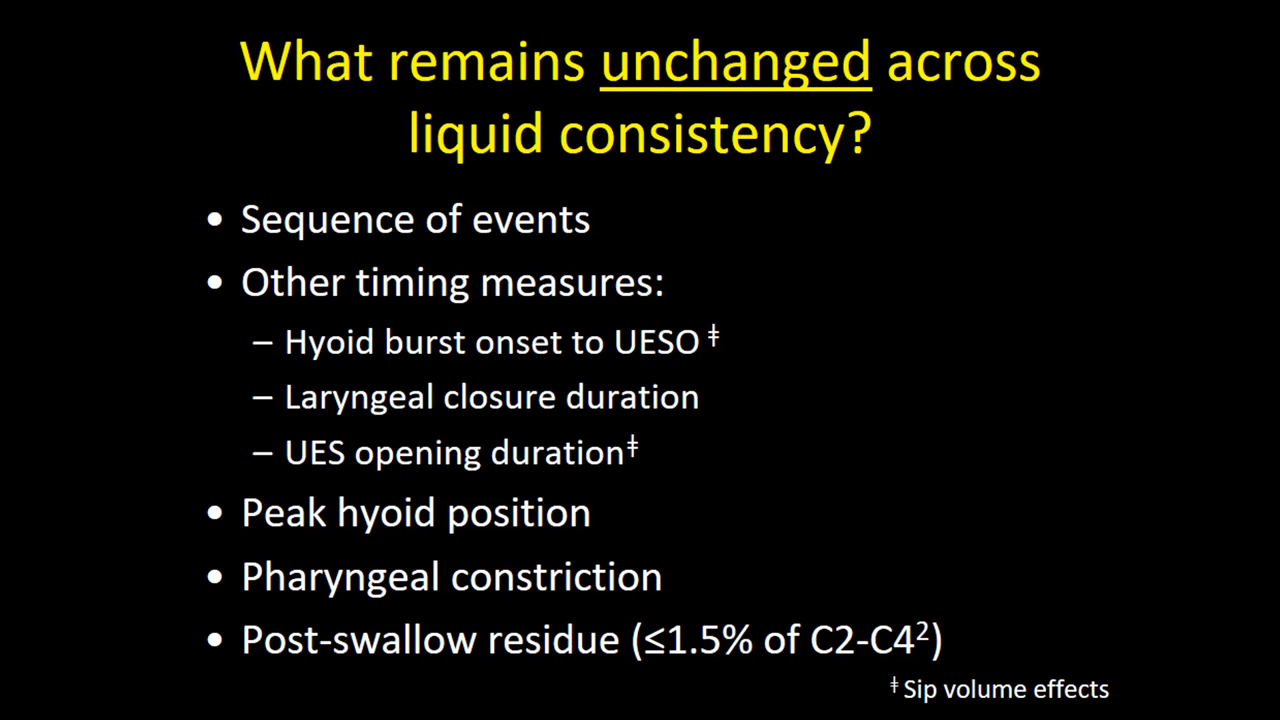 What remains unchanged across
liquid consistency?
• Sequence of events
• Other timing measures:
– Hyoid burst onset to UESO ǂ
– Laryngeal closure duration
– UES opening durationǂ
• Peak hyoid position
• Pharyngeal constriction
• Post-swallow residue (≤1.5% of C2-C4²)
ǂ Sip volume effects